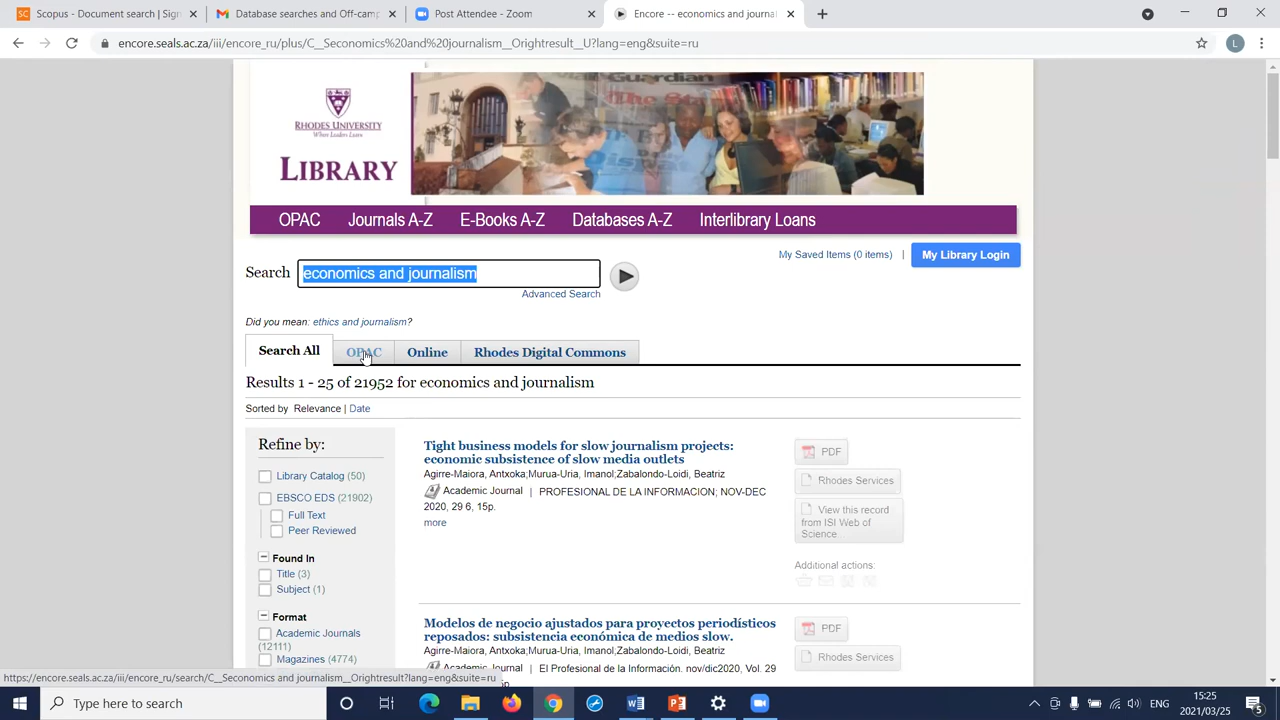 Scopus - Document search | Sign
Database searches and Off-camp
Post Attendee - Zoom
Encore -- economics and journa
encore.seals.ac.za/iii/encore_ru/plus/C__Seconomics%20and%20journalism__Orightresult__U?lang=eng&suite=ru
L
Guardian
The Star
RHODES UNIVERSITY
Where Leaders Learn
LIBRARY
OPAC Journals A-Z E-Books A-Z Databases A-Z Interlibrary Loans
My Saved Items (0 items) | My Library Login
Search economics and journalism
Advanced Search
Did you mean: ethics and journalism?
Search All OPAC Online Rhodes Digital Commons
Results 1 - 25 of 21952 for economics and journalism
Sorted by Relevance | Date
Refine by:
Library Catalog (50)
EBSCO EDS (21902)
Full Text
Peer Reviewed
Found In
Title (3)
Subject (1)
Format
Academic Journals
(12111)
Magazines (4774)
Tight business models for slow journalism projects:
economic subsistence of slow media outlets
Agirre-Maiora, Antxoka;Murua-Uria, Imanol;Zabalondo-Loidi, Beatriz
Academic Journal | PROFESIONAL DE LA INFORMACION; NOV-DEC
2020, 29 6, 15p.
more
PDF
Rhodes Services
View this record
from ISI Web of
Science...
Additional actions:
Modelos de negocio ajustados para proyectos periodísticos
reposados: subsistencia económica de medios slow.
Agirre-Maiora, Antxoka;Murua-Uria, Imanol;Zabalondo-Loidi, Beatriz
Academic Journal | El Profesional de la Información. nov/dic2020, Vol. 29
PDF
Rhodes Services
https://encore.seals.ac.za/iii/encore_ru/search/C__Seconomics and journalism__Orightresult?lang=eng&suite=ru
Type here to search
ENG
15:25
2021/03/25
5